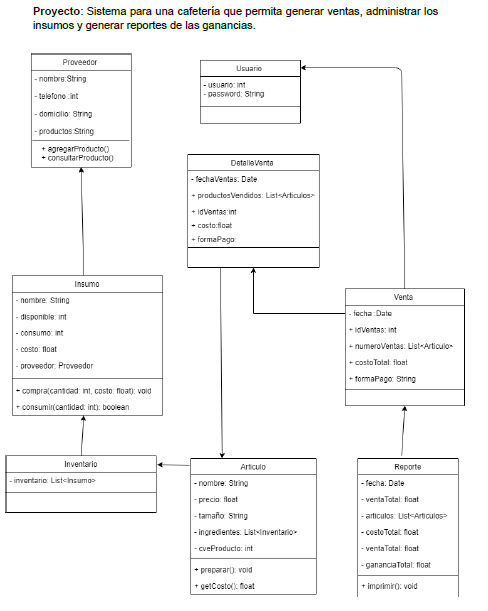 Proyecto: Sistema para una cafetería que permita generar ventas, administrar los
insumos y generar reportes de las ganancias.
Proveedor
- nombre:String
- telefono :int
- domicilio: String
- productos:String
+ agregarProducto()
+ consultarProducto()
Usuario
- usuario: int
- password: String
DetalleVenta
- fechaVentas: Date
+ productosVendidos: List<Articulos>
+ idVentas:int
+ costo:float
+ formaPago:
Insumo
- nombre: String
- disponible: int
- consumo: int
- costo: float
- proveedor: Proveedor
+ compra(cantidad: int, costo: float): void
+ consumir(cantidad: int): boolean
Venta
- fecha :Date
+ idVentas: int
+ numeroVentas: List<Articulo>
+ costoTotal: float
+ formaPago: String
Inventario
- inventario: List<Insumo>
Articulo
- nombre: String
- precio: float
- tamaño: String
- ingredientes: List<Inventario>
- cveProducto: int
+ preparar(): void
+ getCosto(): float
Reporte
- fecha: Date
- ventaTotal: float
- articulos: List<Articulos>
- costoTotal: float
- ventaTotal: float
- gananciaTotal: float
+ imprimir(): void